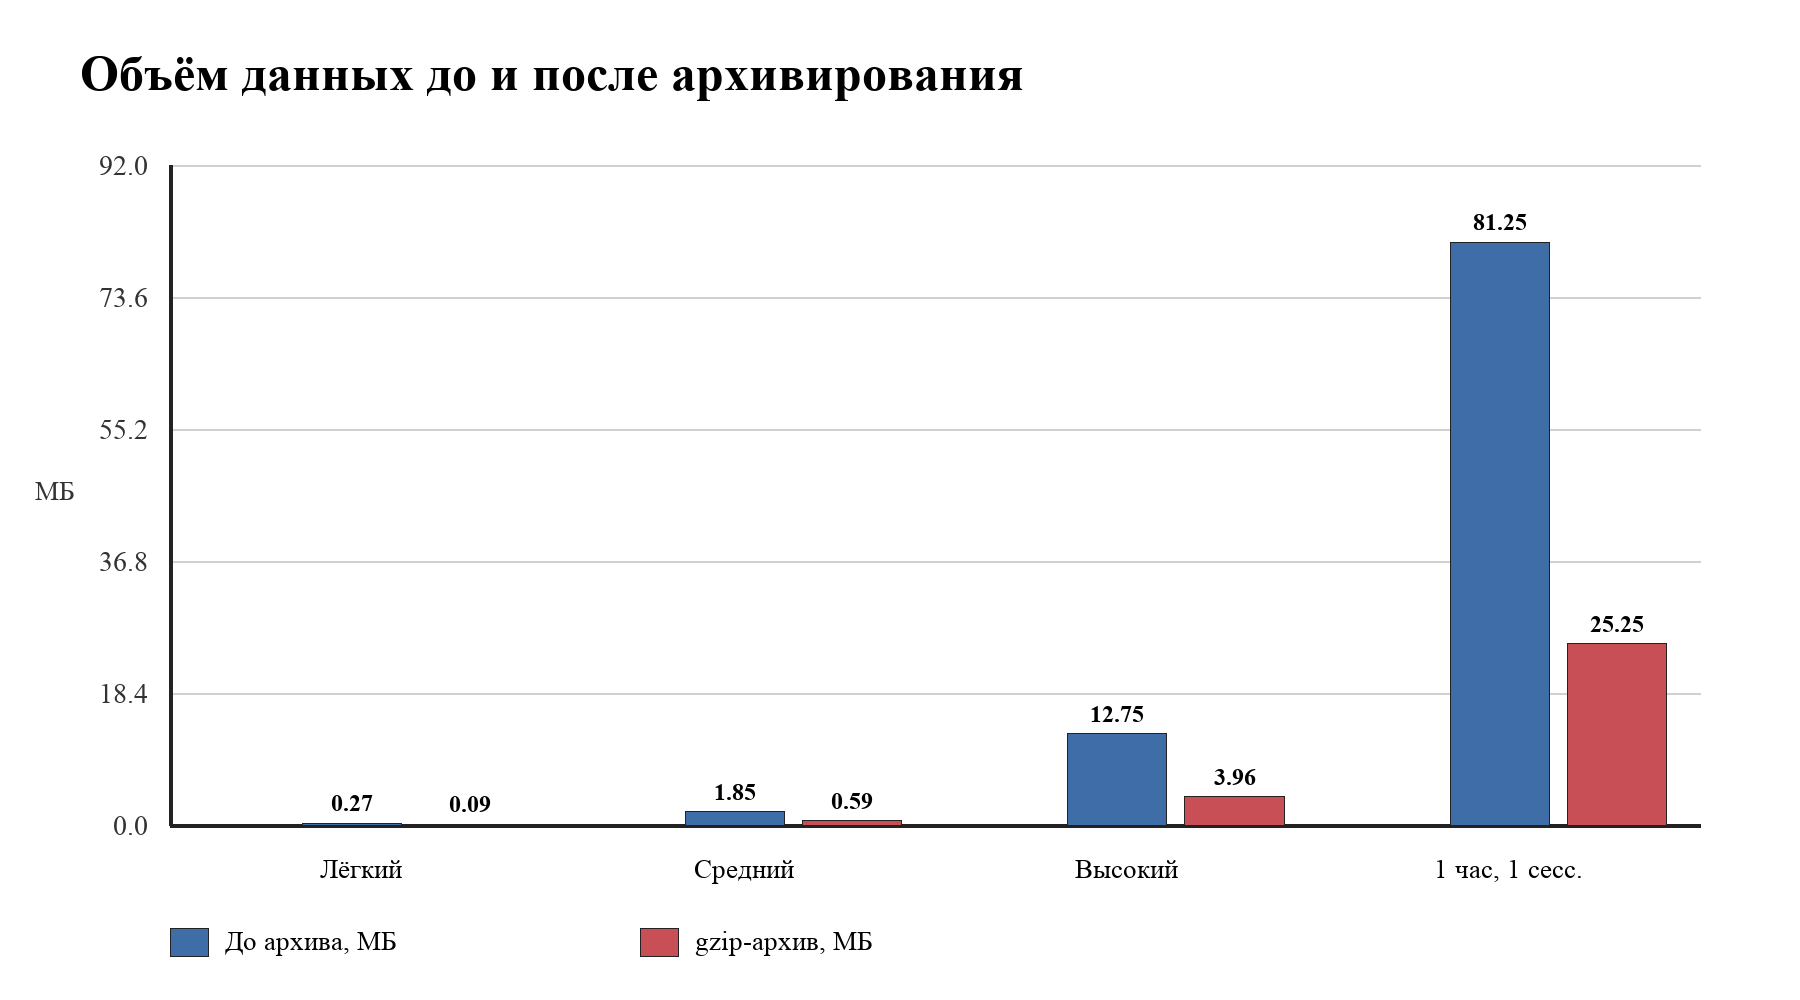 Объём данных до и после архивирования
92.0
73.6
55.2
МБ
36.8
18.4
0.0
81.25
25.25
12.75
3.96
1.85
0.59
0.27
0.09
Лёгкий
Средний
Высокий
1 час, 1 сесс.
До архива, МБ
gzip-архив, МБ